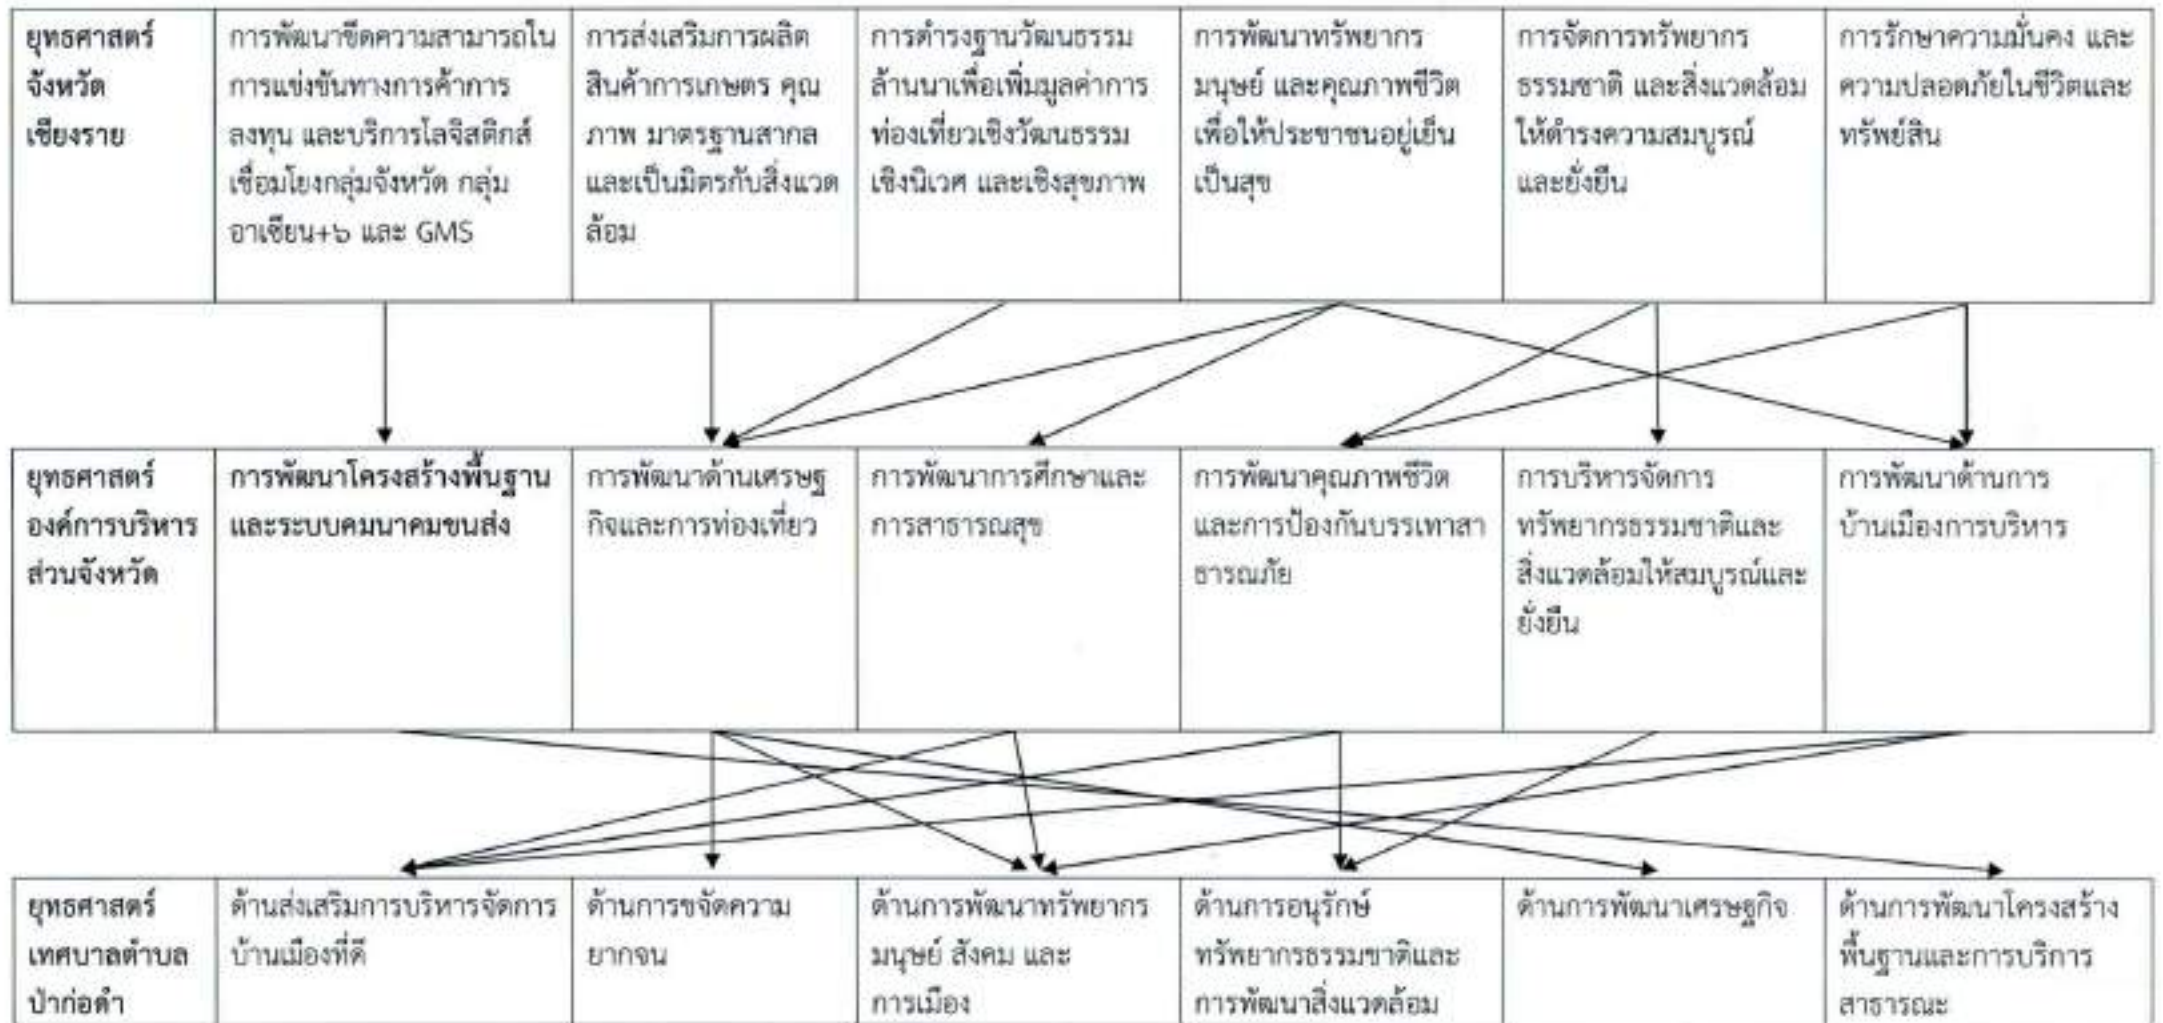 ยุทธศาสตร์
จังหวัด
เชียงราย
การพัฒนาขีดความสามารถใน
การแข่งขันทางการค้าการ
ลงทุน และบริการโลจิสติกส์
เชื่อมโยงกลุ่มจังหวัด กลุ่ม
อาเซียน+๖ และ GMS
การส่งเสริมการผลิต
สินค้าการเกษตร คุณ
ภาพ มาตรฐานสากล
และเป็นมิตรกับสิ่งแวด
ล้อม
การดำรงฐานวัฒนธรรม
ล้านนาเพื่อเพิ่มมูลค่าการ
ท่องเที่ยวเชิงวัฒนธรรม
เชิงนิเวศ และเชิงสุขภาพ
การพัฒนาทรัพยากร
มนุษย์ และคุณภาพชีวิต
เพื่อให้ประชาชนอยู่เย็น
เป็นสุข
การจัดการทรัพยากร
ธรรมชาติ และสิ่งแวดล้อม
ให้ดำรงความสมบูรณ์
และยั่งยืน
การรักษาความมั่นคง และ
ความปลอดภัยในชีวิตและ
ทรัพย์สิน
ยุทธศาสตร์
องค์การบริหาร
ส่วนจังหวัด
การพัฒนาโครงสร้างพื้นฐาน
และระบบคมนาคมขนส่ง
การพัฒนาด้านเศรษฐ
กิจและการท่องเที่ยว
การพัฒนาการศึกษาและ
การสาธารณสุข
การพัฒนาคุณภาพชีวิต
และการป้องกันบรรเทาสา
ธารณภัย
การบริหารจัดการ
ทรัพยากรธรรมชาติและ
สิ่งแวดล้อมให้สมบูรณ์และ
ยั่งยืน
การพัฒนาด้านการ
บ้านเมืองการบริหาร
ยุทธศาสตร์
เทศบาลตำบล
ป่าก่อดำ
ด้านส่งเสริมการบริหารจัดการ
บ้านเมืองที่ดี
ด้านการขจัดความ
ยากจน
ด้านการพัฒนาทรัพยากร
มนุษย์ สังคม และ
การเมือง
ด้านการอนุรักษ์
ทรัพยากรธรรมชาติและ
การพัฒนาสิ่งแวดล้อม
ด้านการพัฒนาเศรษฐกิจ
ด้านการพัฒนาโครงสร้าง
พื้นฐานและการบริการ
สาธารณะ